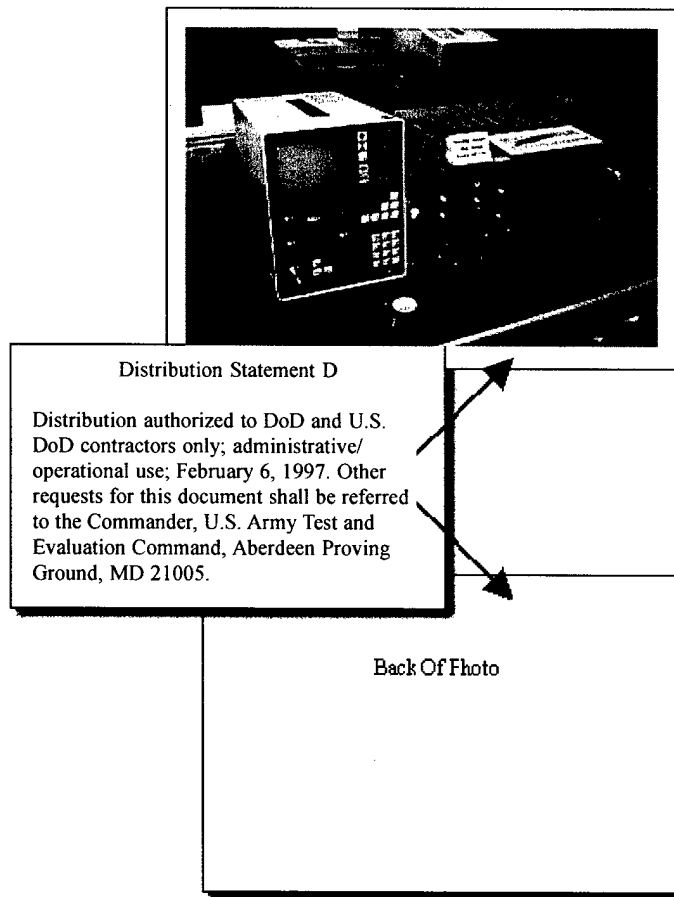 Distribution Statement D
Distribution authorized to DoD and U.S.
DoD contractors only; administrative/
operational use; February 6, 1997. Other
requests for this document shall be referred
to the Commander, U.S. Army Test and
Evaluation Command, Aberdeen Proving
Ground, MD 21005.
Back Of Fhoto